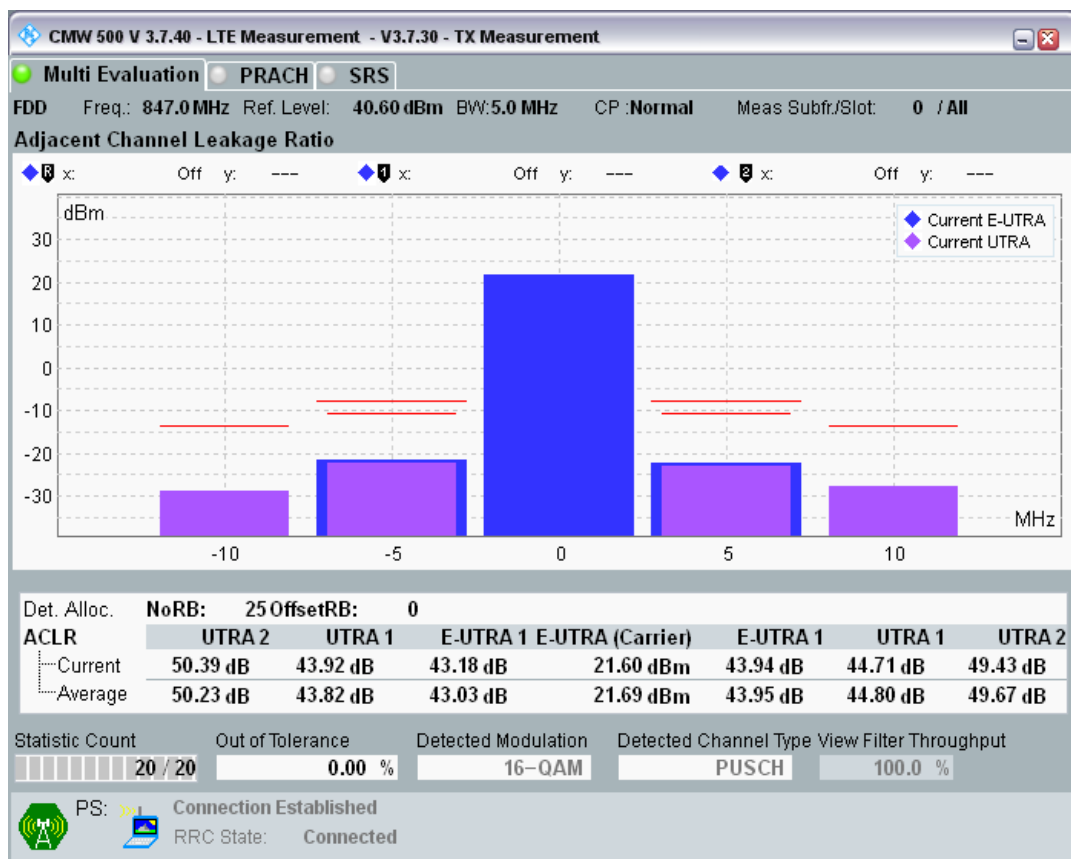 CMW 500 V 3.7.40 - LTE Measurement - V3.7.30 - TX Measurement
Multi Evaluation PRACH SRS
FDD Freq.: 847.0 MHz Ref. Level: 40.60 dBm BW: 5.0 MHz CP :Normal Meas Subfr./Slot: 0 / All
Adjacent Channel Leakage Ratio
R x: Off y: --- 1 x: Off y: --- 2 x: Off y: ---
dBm
Current E-UTRA
Current UTRA
30
20
10
0
-10
-20
-30
MHz
-10 -5 0 5 10
Det. Alloc. NoRB: 25 OffsetRB: 0
ACLR UTRA 2 UTRA 1 E-UTRA 1 E-UTRA (Carrier) E-UTRA 1 UTRA 1 UTRA 2
Current 50.39 dB 43.92 dB 43.18 dB 21.60 dBm 43.94 dB 44.71 dB 49.43 dB
Average 50.23 dB 43.82 dB 43.03 dB 21.69 dBm 43.95 dB 44.80 dB 49.67 dB
Statistic Count Out of Tolerance Detected Modulation Detected Channel Type View Filter Throughput
20 / 20 0.00 % 16-QAM PUSCH 100.0 %
PS: Connection Established
RRC State: Connected